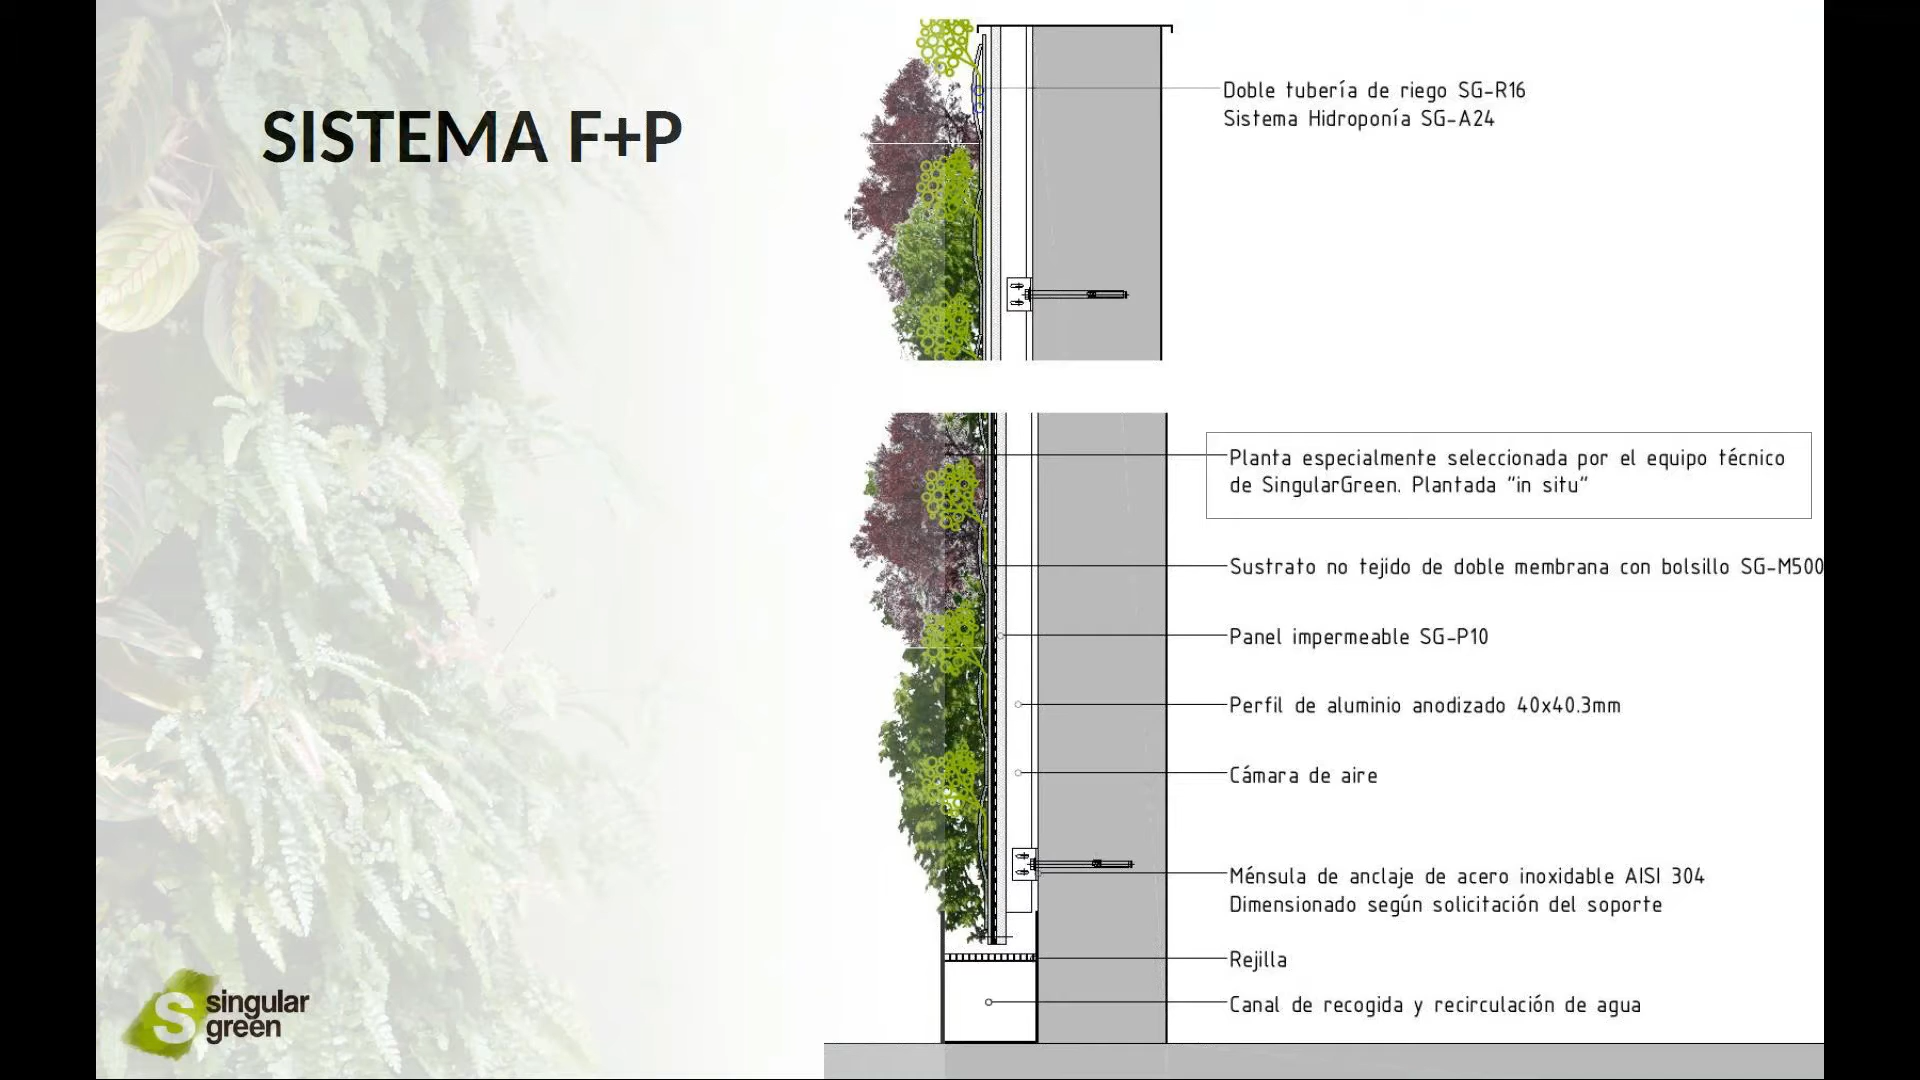 SISTEMA F+P
Doble tubería de riego SG-R16
Sistema Hidroponía SG-A24
Planta especialmente seleccionada por el equipo técnico
de SingularGreen. Plantada "in situ"
Sustrato no tejido de doble membrana con bolsillo SG-M500
Panel impermeable SG-P10
Perfil de aluminio anodizado 40x40.3mm
Cámara de aire
Ménsula de anclaje de acero inoxidable AISI 304
Dimensionado según solicitación del soporte
Rejilla
Canal de recogida y recirculación de agua
S
singular
green